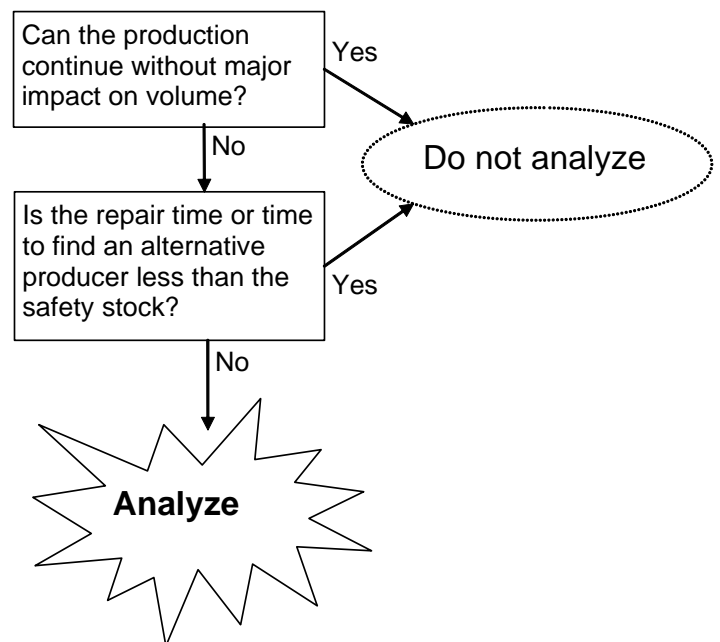 Can the production
continue without major
impact on volume?
Yes
No
Do not analyze
Is the repair time or time
to find an alternative
producer less than the
safety stock?
Yes
No
Analyze